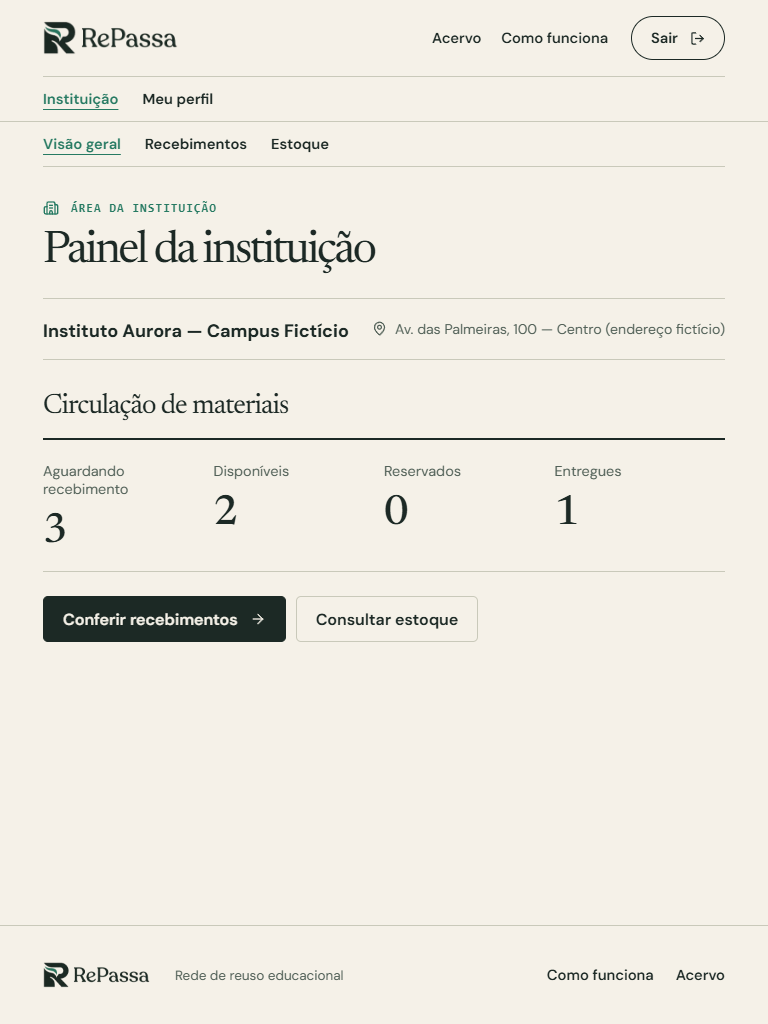 RePassa
Acervo
Como funciona
Sair
Instituição
Meu perfil
Visão geral
Recebimentos
Estoque
ÁREA DA INSTITUIÇÃO
Painel da instituição
Instituto Aurora — Campus Fictício
Av. das Palmeiras, 100 — Centro (endereço fictício)
Circulação de materiais
Aguardando
recebimento
3
Disponíveis
2
Reservados
0
Entregues
1
Conferir recebimentos
Consultar estoque
RePassa
Rede de reuso educacional
Como funciona
Acervo